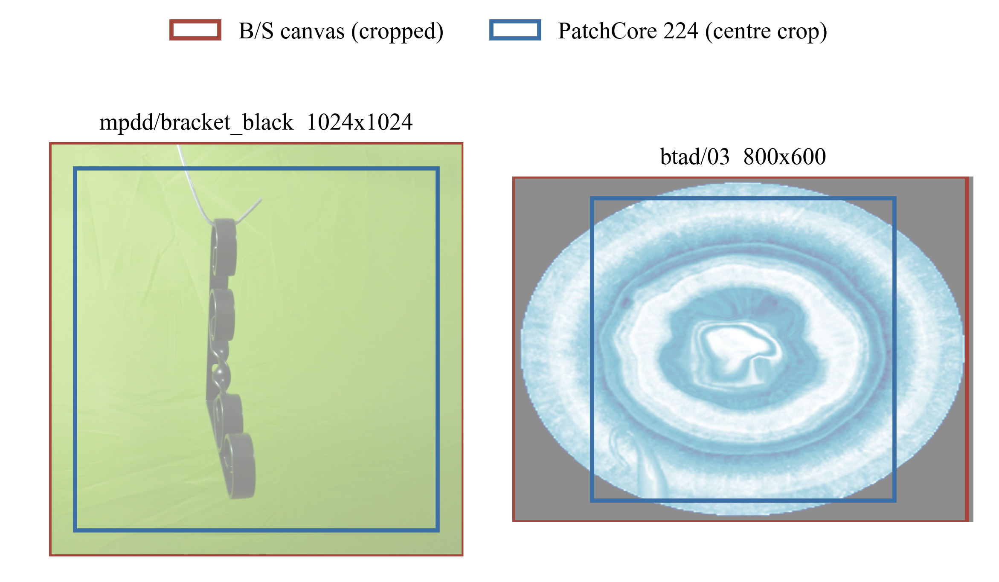 B/S canvas (cropped)
PatchCore 224 (centre crop)
mpdd/bracket_black 1024x1024
btad/03 800x600